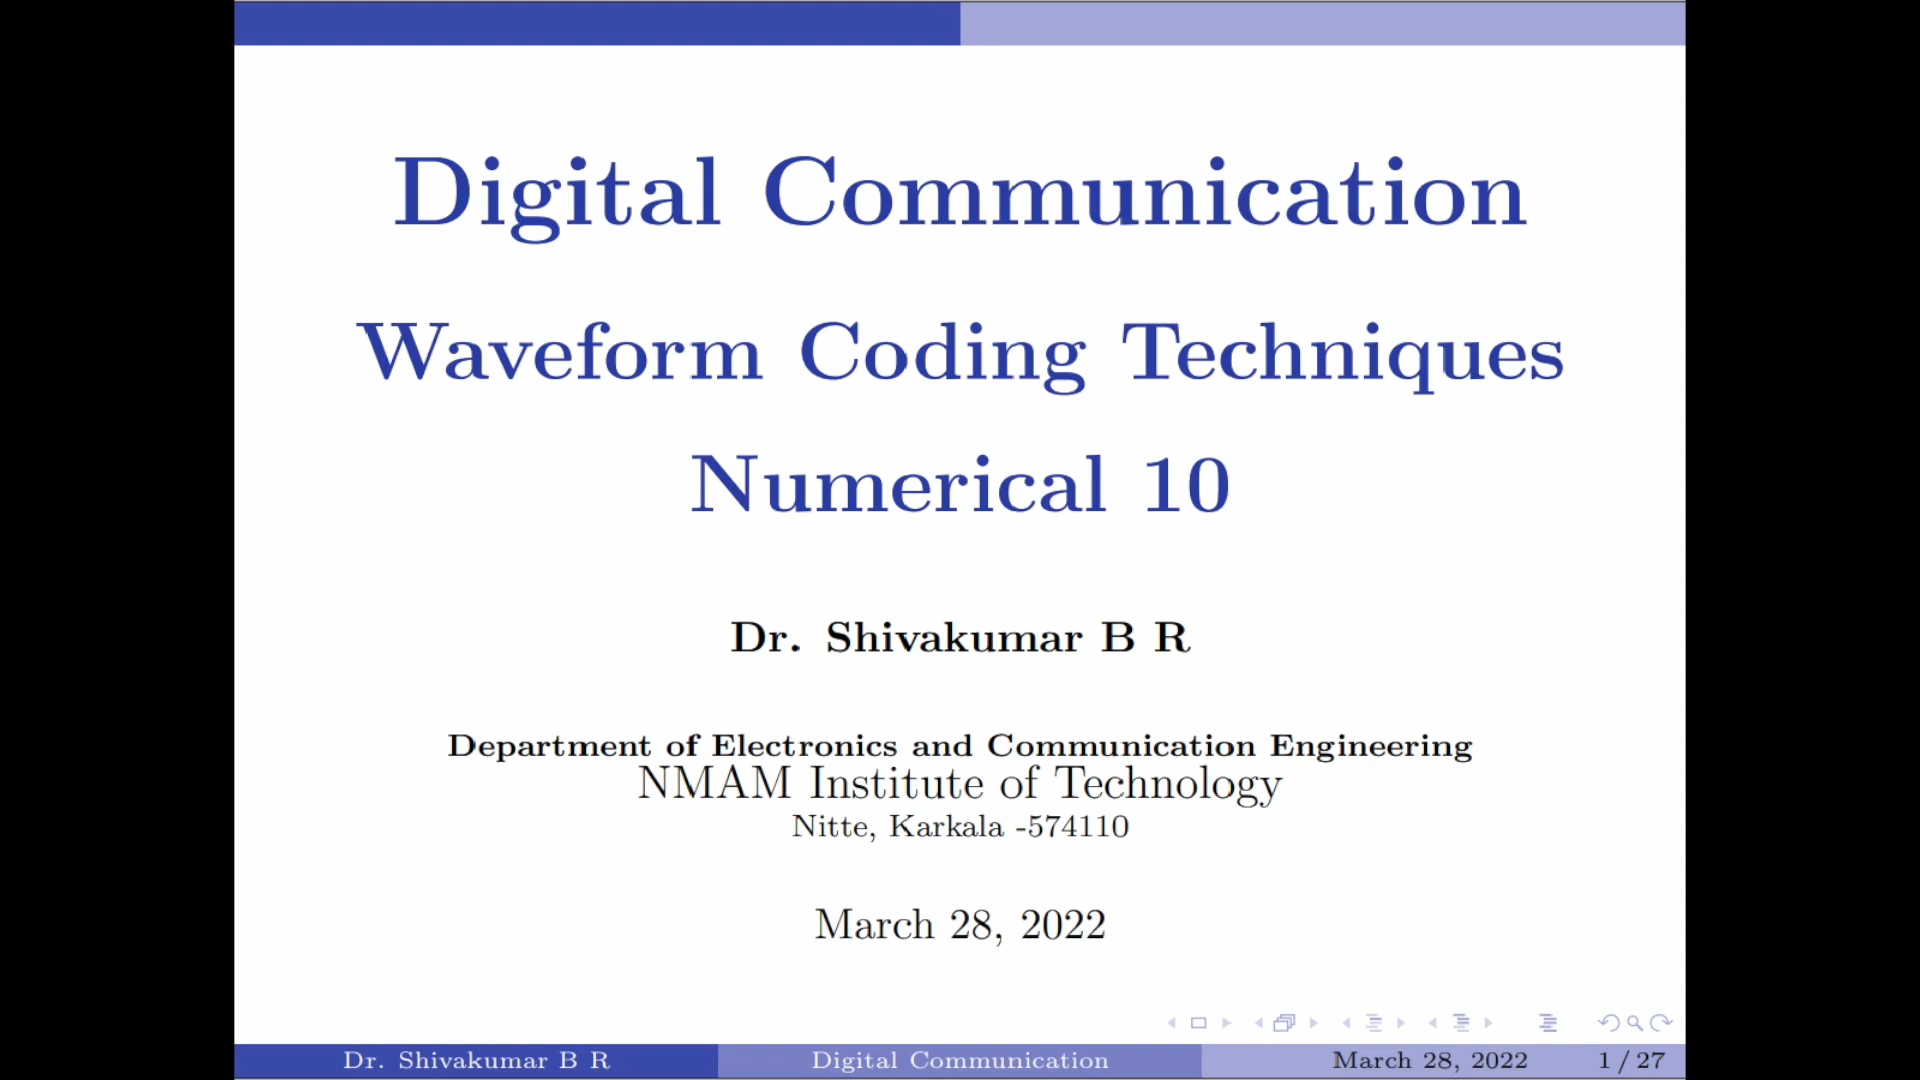 Digital Communication
Waveform Coding Techniques
Numerical 10
Dr. Shivakumar B R
Department of Electronics and Communication Engineering
NMAM Institute of Technology
Nitte, Karkala -574110
March 28, 2022
Dr. Shivakumar B R Digital Communication March 28, 2022 1 / 27